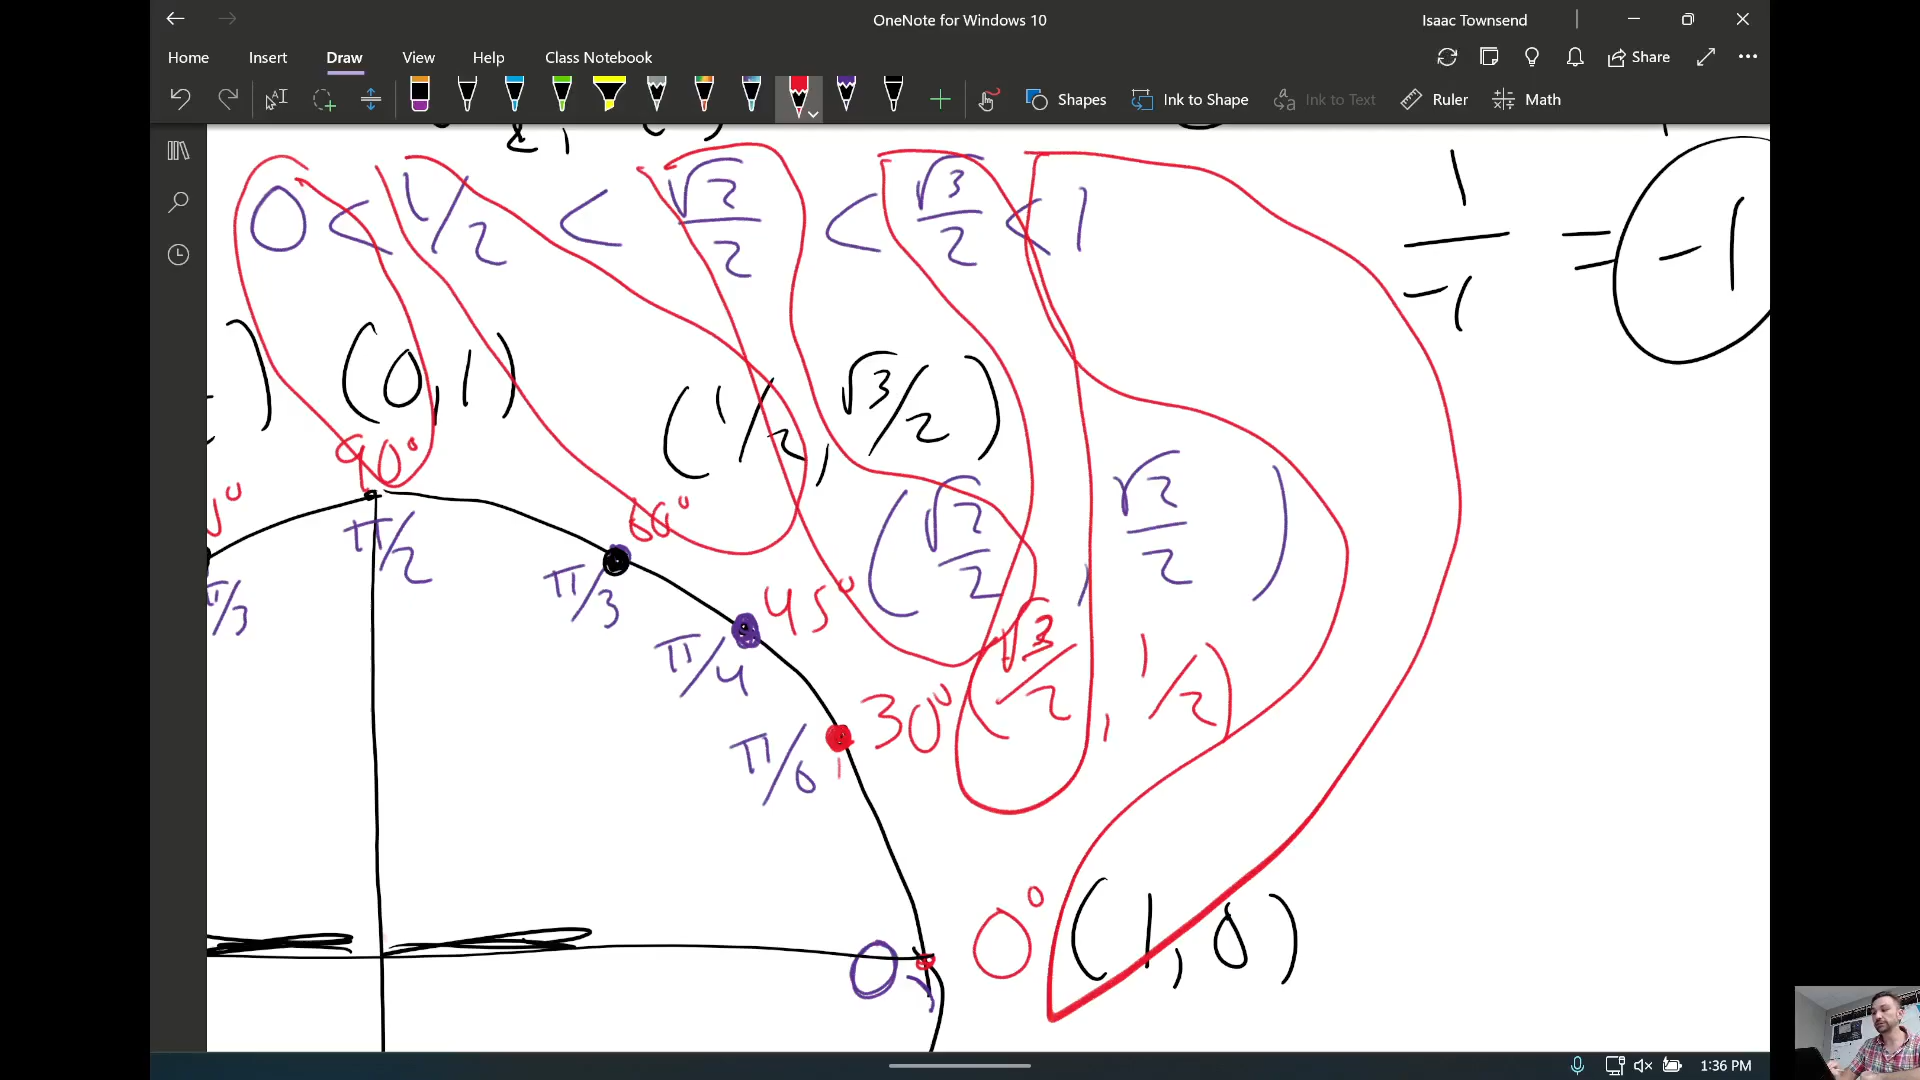 OneNote for Windows 10
Isaac Townsend
Home Insert Draw View Help Class Notebook
Share
Shapes Ink to Shape Ink to Text Ruler Math
0 < 1/2 < √2/2 < √3/2 < 1
1/-1 = -1
(0,1)
(1/2, √3/2)
90°
60°
(√2/2, √2/2)
π/2
π/3
45°
π/3
π/4
(√3/2, 1/2)
30°
π/6
0° (1,0)
0
1:36 PM